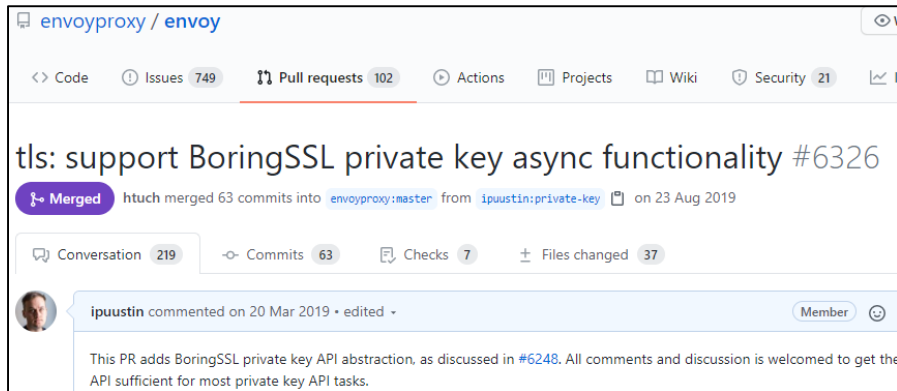 envoyproxy / envoy
Code Issues 749 Pull requests 102 Actions Projects Wiki Security 21
tls: support BoringSSL private key async functionality #6326
Merged htuch merged 63 commits into envoyproxy:master from ipuustin:private-key on 23 Aug 2019
Conversation 219 Commits 63 Checks 7 Files changed 37
ipuustin commented on 20 Mar 2019 • edited Member
This PR adds BoringSSL private key API abstraction, as discussed in #6248. All comments and discussion is welcomed to get the
API sufficient for most private key API tasks.